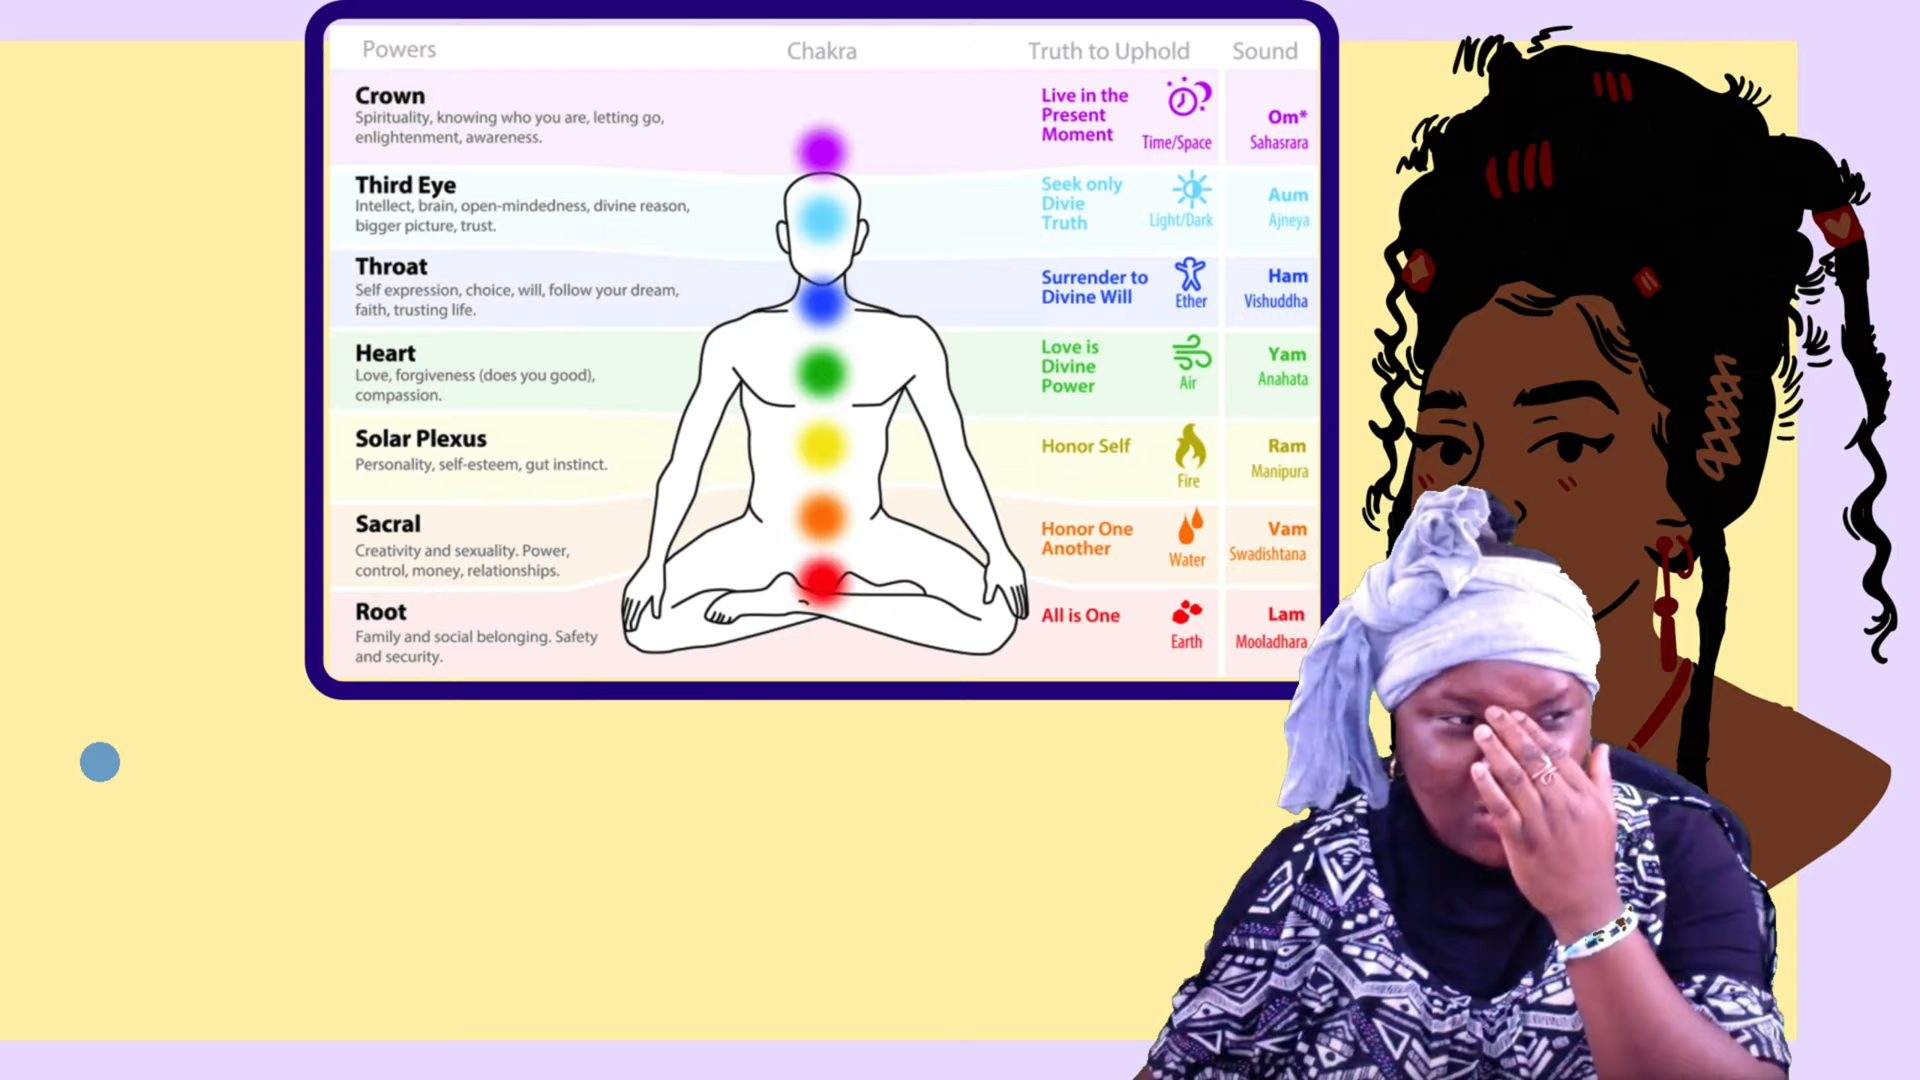 Powers Chakra Truth to Uphold Sound
Crown
Spirituality, knowing who you are, letting go,
enlightenment, awareness.
Live in the
Present
Moment
Time/Space
Om*
Sahasrara
Third Eye
Intellect, brain, open-mindedness, divine reason,
bigger picture, trust.
Seek only
Divie
Truth
Light/Dark
Aum
Ajneya
Throat
Self expression, choice, will, follow your dream,
faith, trusting life.
Surrender to
Divine Will
Ether
Ham
Vishuddha
Heart
Love, forgiveness (does you good),
compassion.
Love is
Divine
Power
Air
Yam
Anahata
Solar Plexus
Personality, self-esteem, gut instinct.
Honor Self
Fire
Ram
Manipura
Sacral
Creativity and sexuality. Power,
control, money, relationships.
Honor One
Another
Water
Vam
Swadishtana
Root
Family and social belonging. Safety
and security.
All is One
Earth
Lam
Mooladhara